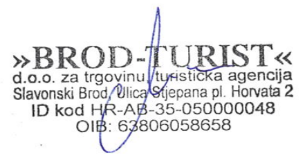 »BROD-TURIST«
d.o.o. za trgovinu, turistička agencija
Slavonski Brod, Ulica Stjepana pl. Horvata 2
ID kod HR-AB-35-050000048
OIB: 63806058658